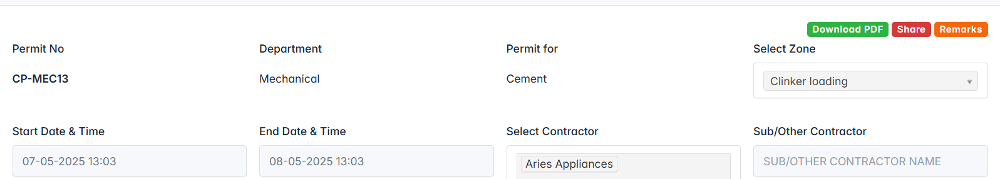 Download PDF Share Remarks
Permit No Department Permit for Select Zone
CP-MEC13 Mechanical Cement Clinker loading
Start Date & Time End Date & Time Select Contractor Sub/Other Contractor
07-05-2025 13:03 08-05-2025 13:03 Aries Appliances SUB/OTHER CONTRACTOR NAME